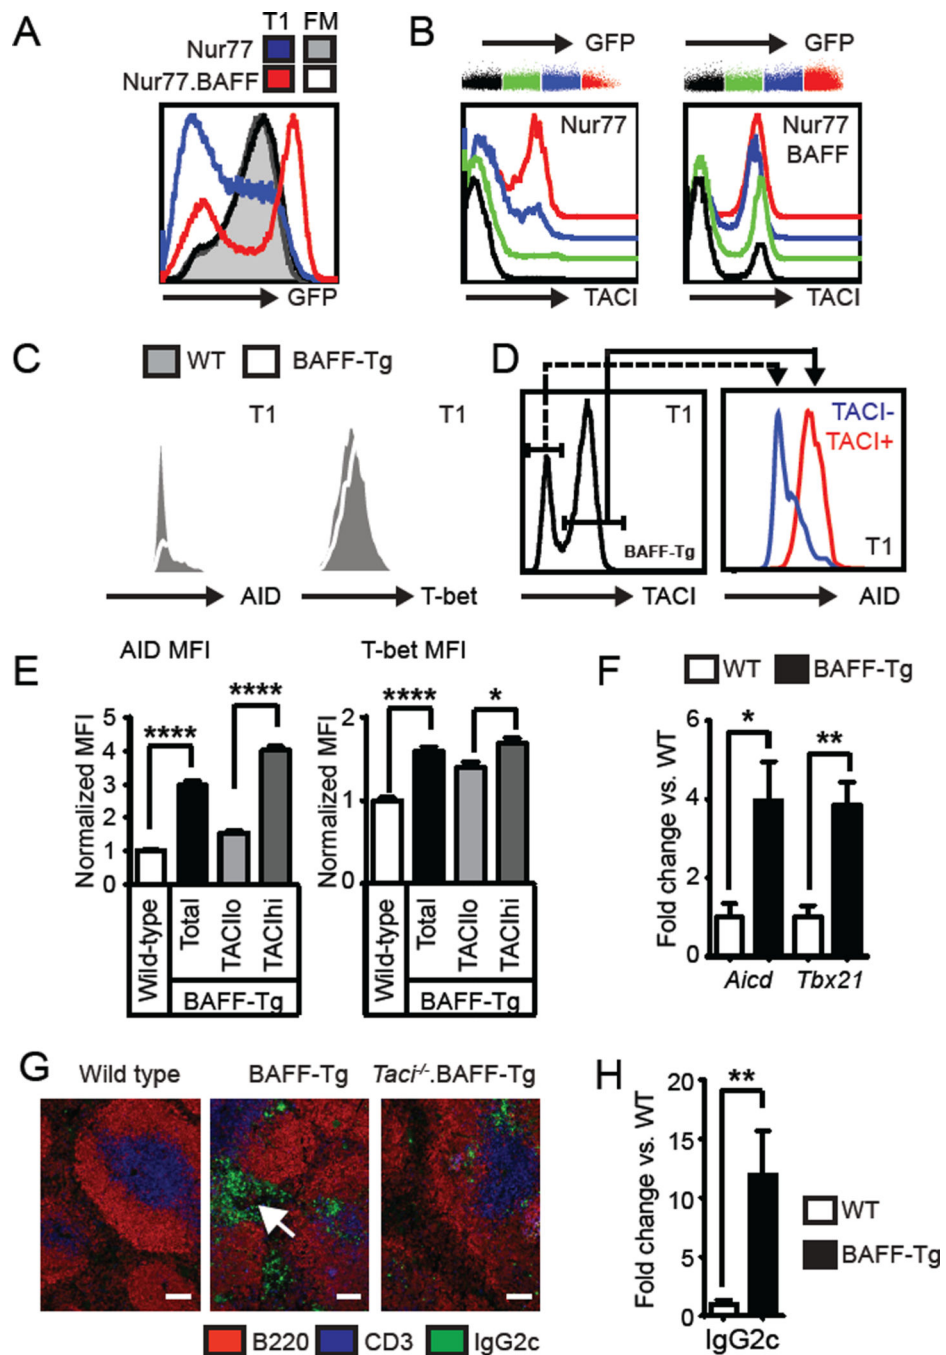 A
T1 FM
Nur77
Nur77.BAFF
GFP
B
GFP
GFP
Nur77
Nur77
BAFF
TACI
TACI
C
WT
BAFF-Tg
T1
T1
AID
T-bet
D
T1
BAFF-Tg
TACI
TACI-
TACI+
T1
AID
E
AID MFI
T-bet MFI
Normalized MFI
5
4
3
2
1
0
****
****
Wild-type
Total
TACIlo
TACIhi
BAFF-Tg
Normalized MFI
2
1
0
****
*
Wild-type
Total
TACIlo
TACIhi
BAFF-Tg
F
WT
BAFF-Tg
Fold change vs. WT
6
4
2
0
*
**
Aicd
Tbx21
G
Wild type
BAFF-Tg
Taci-/-.BAFF-Tg
B220
CD3
IgG2c
H
Fold change vs. WT
20
15
10
5
0
**
WT
BAFF-Tg
IgG2c